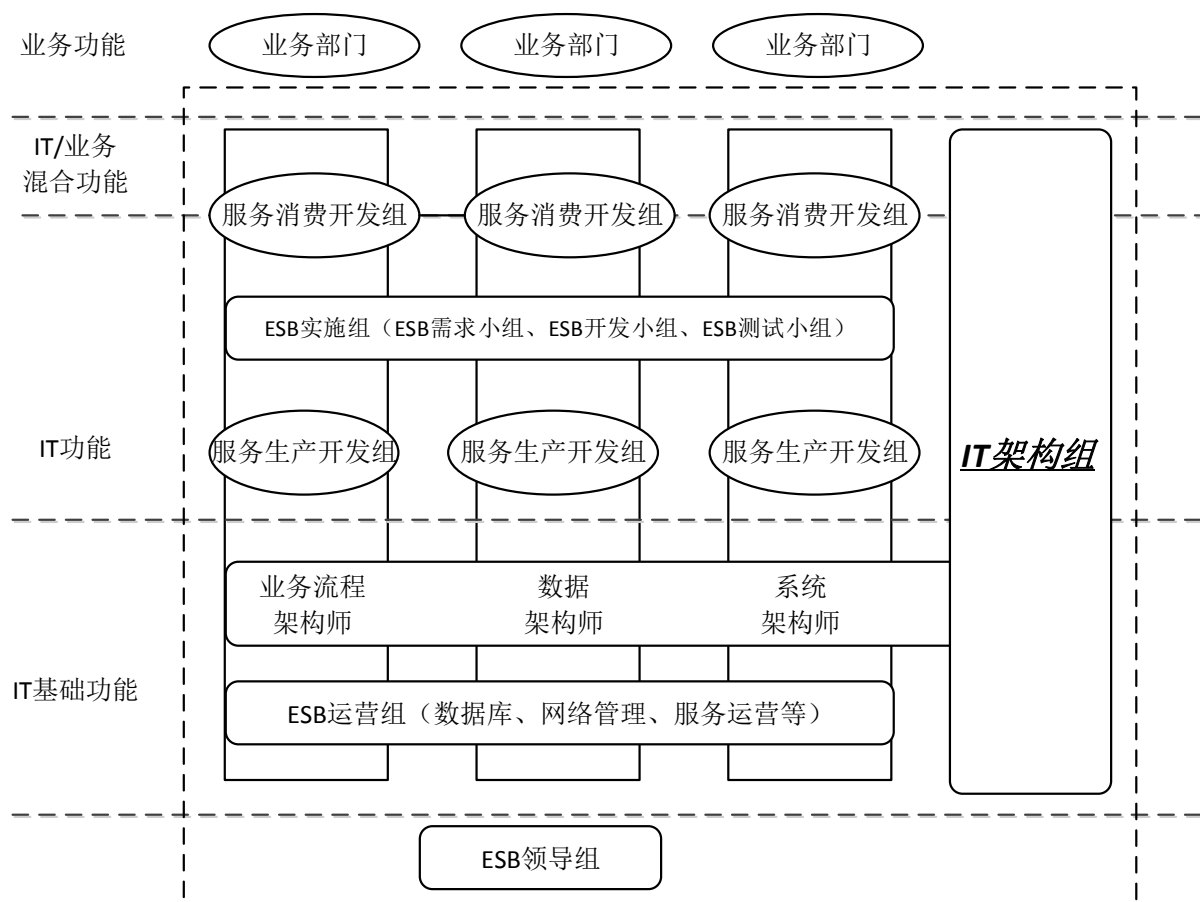 业务功能
业务部门
业务部门
业务部门
IT/业务
混合功能
服务消费开发组
服务消费开发组
服务消费开发组
ESB实施组（ESB需求小组、ESB开发小组、ESB测试小组）
IT功能
服务生产开发组
服务生产开发组
服务生产开发组
IT架构组
业务流程
架构师
数据
架构师
系统
架构师
IT基础功能
ESB运营组（数据库、网络管理、服务运营等）
ESB领导组